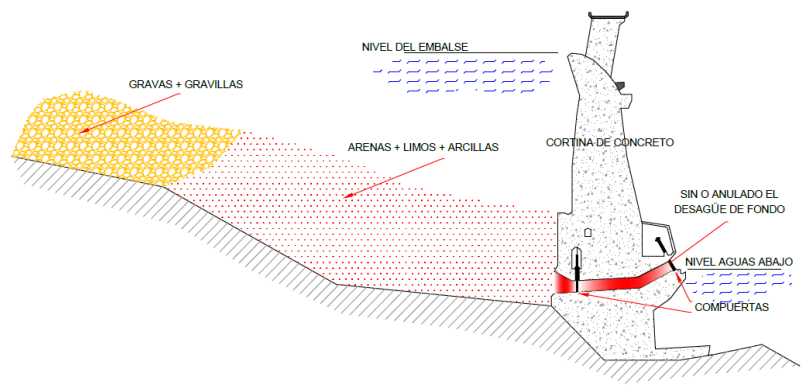 NIVEL DEL EMBALSE
GRAVAS + GRAVILLAS
ARENAS + LIMOS + ARCILLAS
CORTINA DE CONCRETO
SIN O ANULADO EL
DESAGÜE DE FONDO
NIVEL AGUAS ABAJO
COMPUERTAS